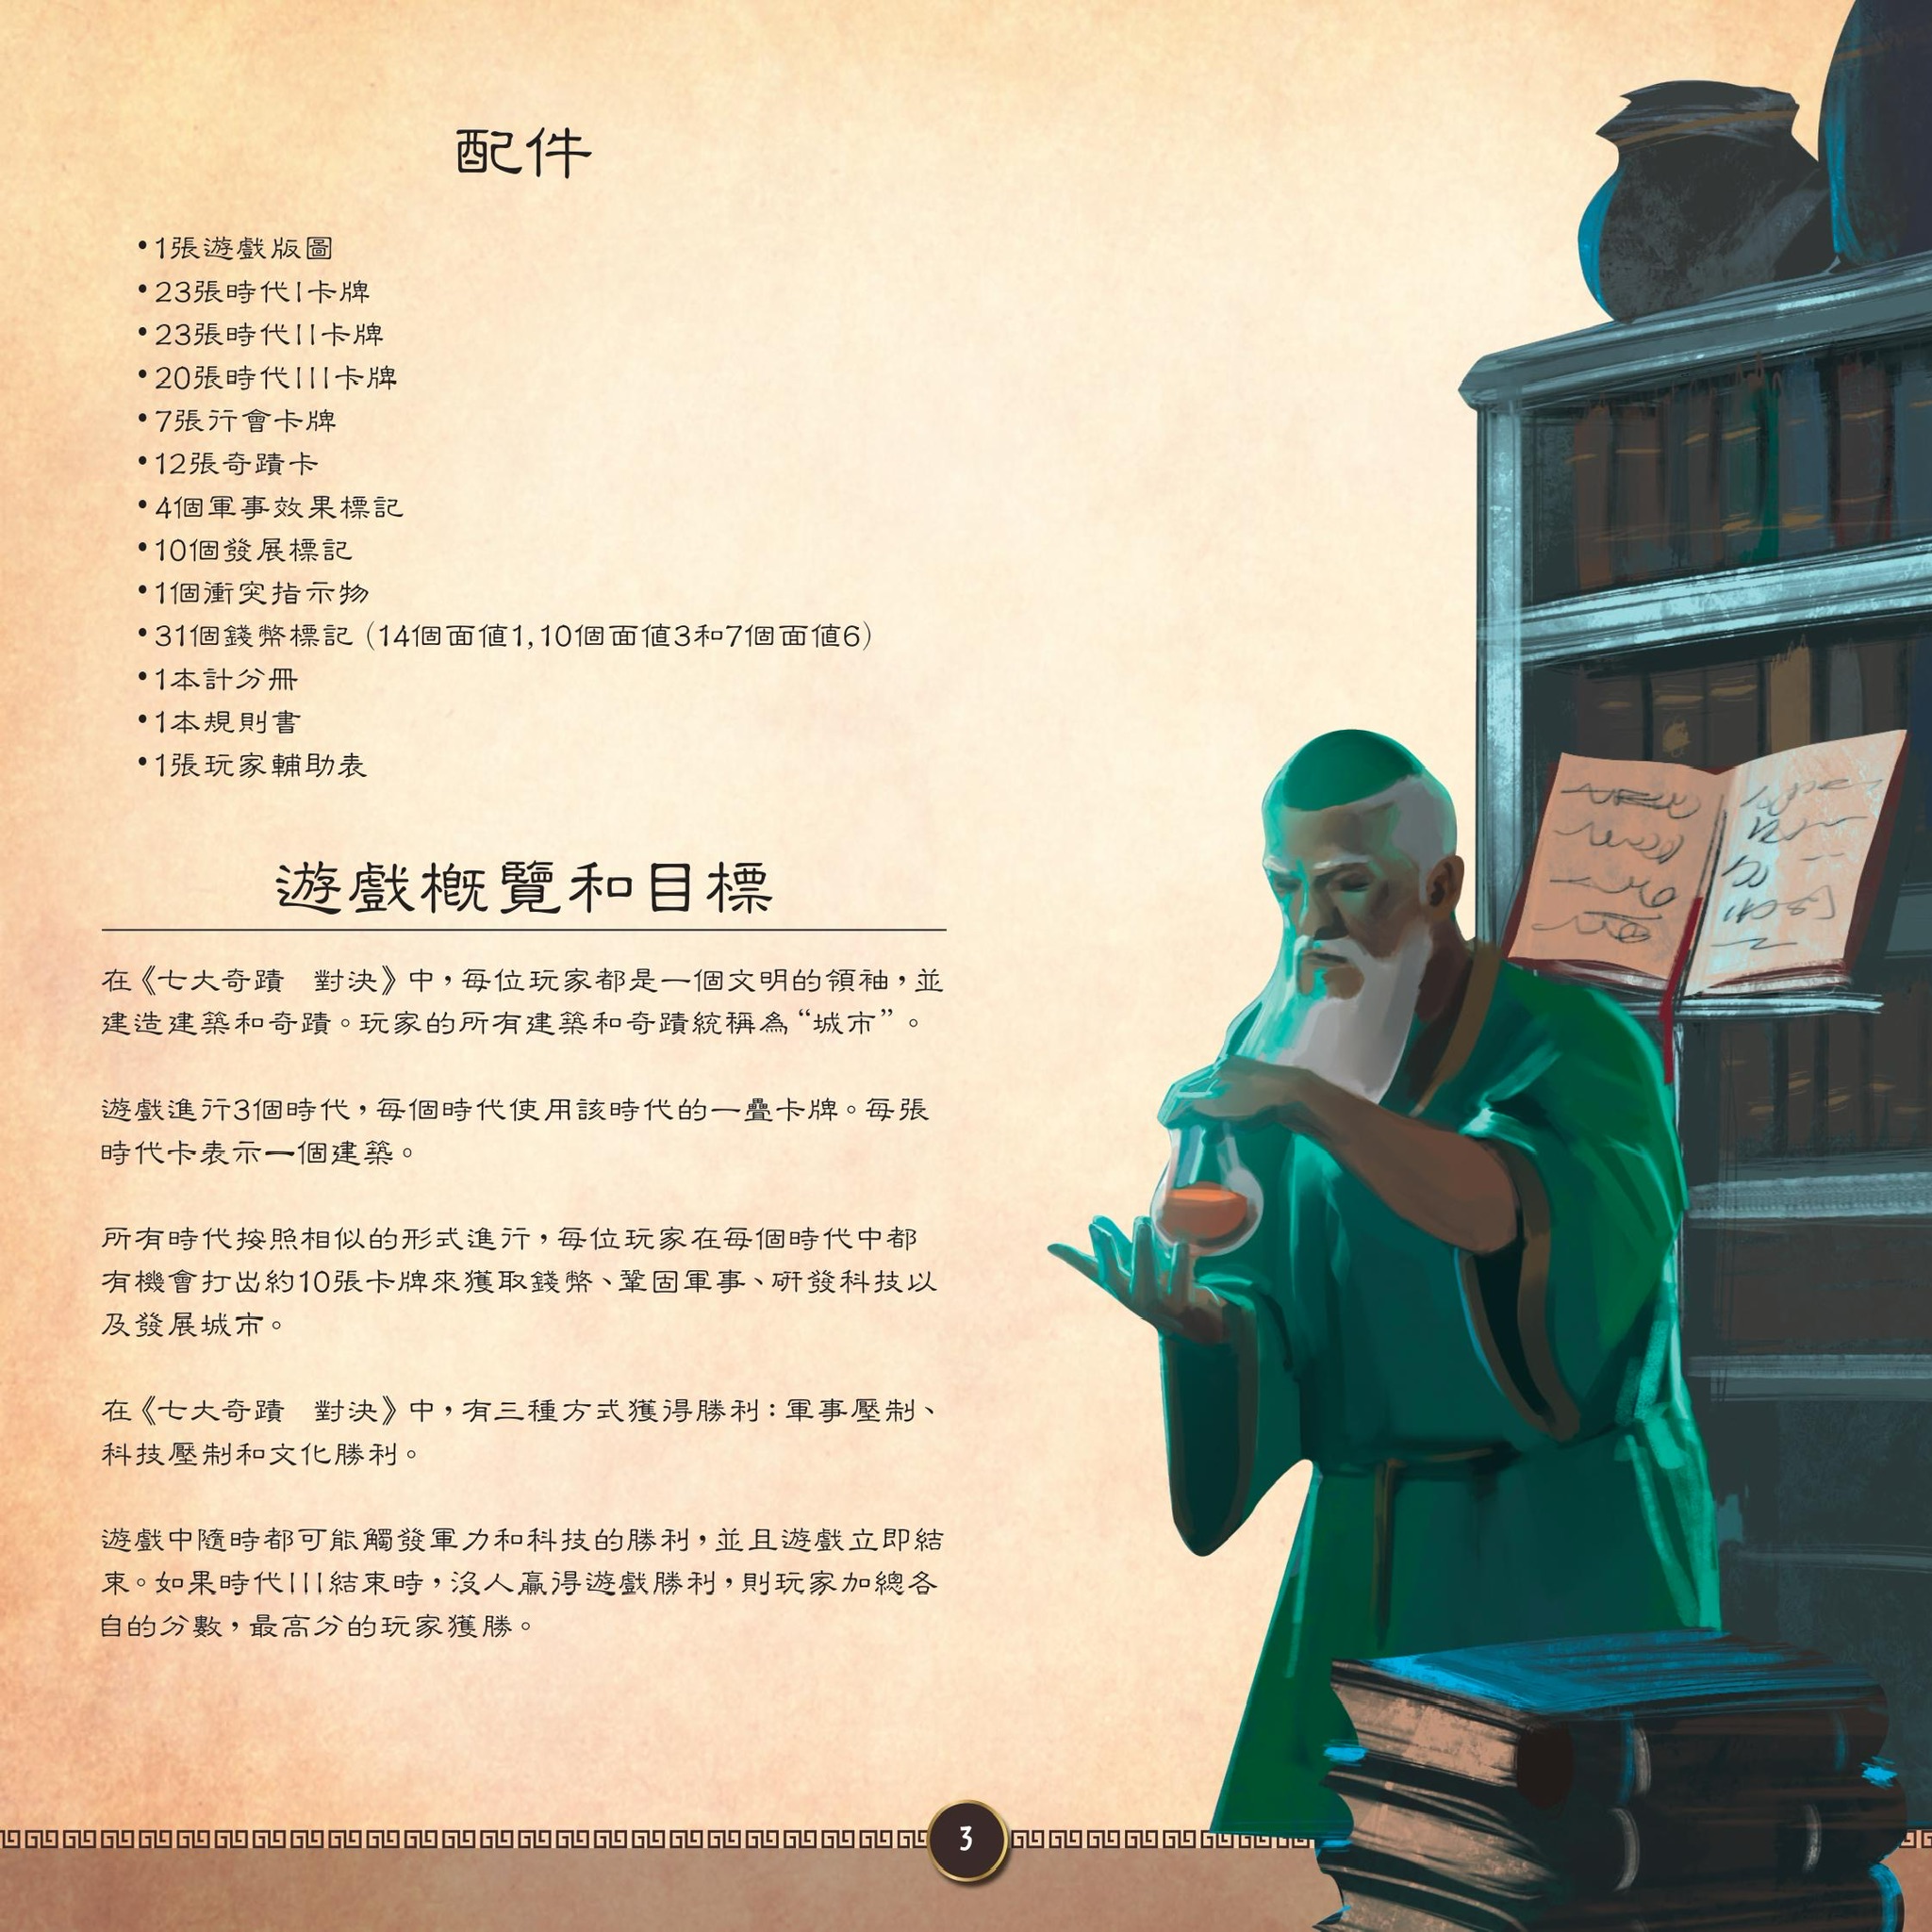 配件
•1張遊戲版圖
•23張時代I卡牌
•23張時代II卡牌
•20張時代III卡牌
•7張行會卡牌
•12張奇蹟卡
•4個軍事效果標記
•10個發展標記
•1個衝突指示物
•31個錢幣標記（14個面值1,10個面值3和7個面值6）
•1本計分冊
•1本規則書
•1張玩家輔助表
遊戲概覽和目標
在《七大奇蹟　對決》中，每位玩家都是一個文明的領袖，並
建造建築和奇蹟。玩家的所有建築和奇蹟統稱為“城市”。
遊戲進行3個時代，每個時代使用該時代的一疊卡牌。每張
時代卡表示一個建築。
所有時代按照相似的形式進行，每位玩家在每個時代中都
有機會打出約10張卡牌來獲取錢幣、鞏固軍事、研發科技以
及發展城市。
在《七大奇蹟　對決》中，有三種方式獲得勝利：軍事壓制、
科技壓制和文化勝利。
遊戲中隨時都可能觸發軍力和科技的勝利，並且遊戲立即結
束。如果時代III結束時，沒人贏得遊戲勝利，則玩家加總各
自的分數，最高分的玩家獲勝。
3